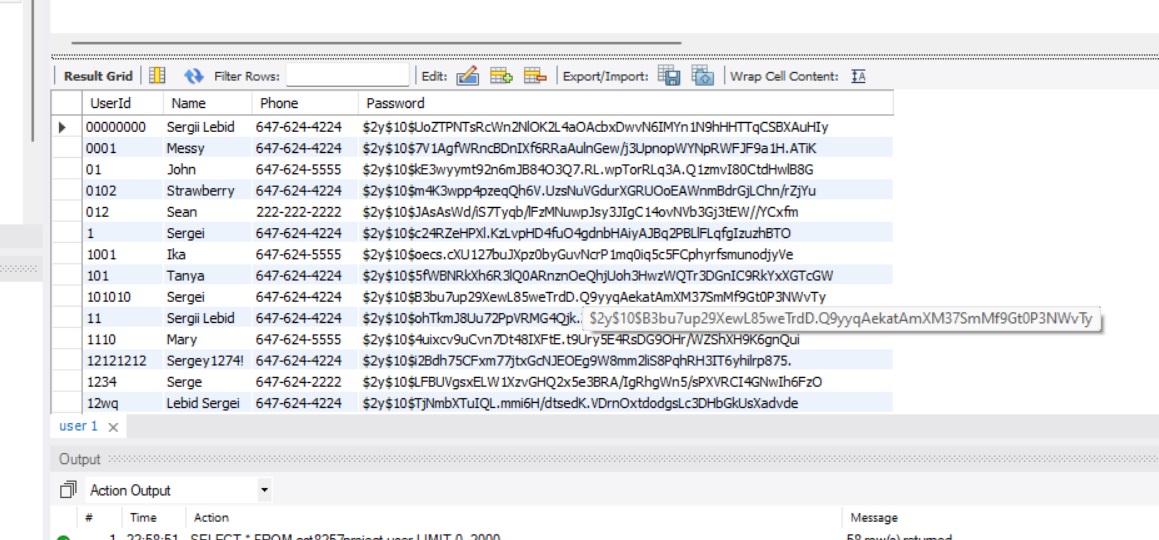 Result Grid Filter Rows: Edit: Export/Import: Wrap Cell Content:
UserId Name Phone Password
00000000 Sergii Lebid 647-624-4224 $2y$10$UoZTPNTsRcWn2NlOK2L4aOAcbxDwvN6IMYn1N9hHHTTqCSBXAuHIy
0001 Messy 647-624-4224 $2y$10$7V1AgfWRncBDnIXf6RRaAulnGew/j3UpnopWYNpRWFJF9a1H.ATiK
01 John 647-624-5555 $2y$10$kE3wyymt92n6mJB84O3Q7.RL.wpTorRLq3A.Q1zmvI80CtdHwlB8G
0102 Strawberry 647-624-4224 $2y$10$m4K3wpp4pzeqQh6V.UzsNuVGdurXGRUOoEAWnmBdrGjLChn/rZjYu
012 Sean 222-222-2222 $2y$10$JAsAsWd/iS7Tyqb/lFzMNuwpJsy3JIgC14ovNVb3Gj3tEW//YCxfm
1 Sergei 647-624-4224 $2y$10$c24RZeHPXl.KzLvpHD4fuO4gdnbHAiyAJBq2PBLlFLqfgIzuzhBTO
1001 Ika 647-624-5555 $2y$10$oecs.cXU127buJXpz0byGuvNcrP1mq0iq5c5FCphyrfsmunodjyVe
101 Tanya 647-624-4224 $2y$10$5fWBNRkXh6R3lQ0ARnznOeQhjUoh3HwzWQTr3DGnIC9RkYxXGTcGW
101010 Sergei 647-624-4224 $2y$10$B3bu7up29XewL85weTrdD.Q9yyqAekatAmXM37SmMf9Gt0P3NWvTy
11 Sergii Lebid 647-624-4224 $2y$10$ohTkmJ8Uu72PpVRMG4Qjk. $2y$10$B3bu7up29XewL85weTrdD.Q9yyqAekatAmXM37SmMf9Gt0P3NWvTy
1110 Mary 647-624-5555 $2y$10$4uixcv9uCvn7Dt48IXFtE.t9Ury5E4RsDG9OHr/WZShXH9K6gnQui
12121212 Sergey1274! 647-624-4224 $2y$10$i2Bdh75CFxm77jtxGcNJEOEg9W8mm2liS8PqhRH3IT6yhilrp875.
1234 Serge 647-624-2222 $2y$10$LFBUVgsxELW1XzvGHQ2x5e3BRA/IgRhgWn5/sPXVRCI4GNwIh6FzO
12wq Lebid Sergei 647-624-4224 $2y$10$TjNmbXTuIQL.mmi6H/dtsedK.VDrnOxtdodgsLc3DHbGkUsXadvde
user 1
Output
Action Output
# Time Action Message
1 22:58:51 SELECT * FROM cst8257project.user LIMIT 0, 2000 58 row(s) returned